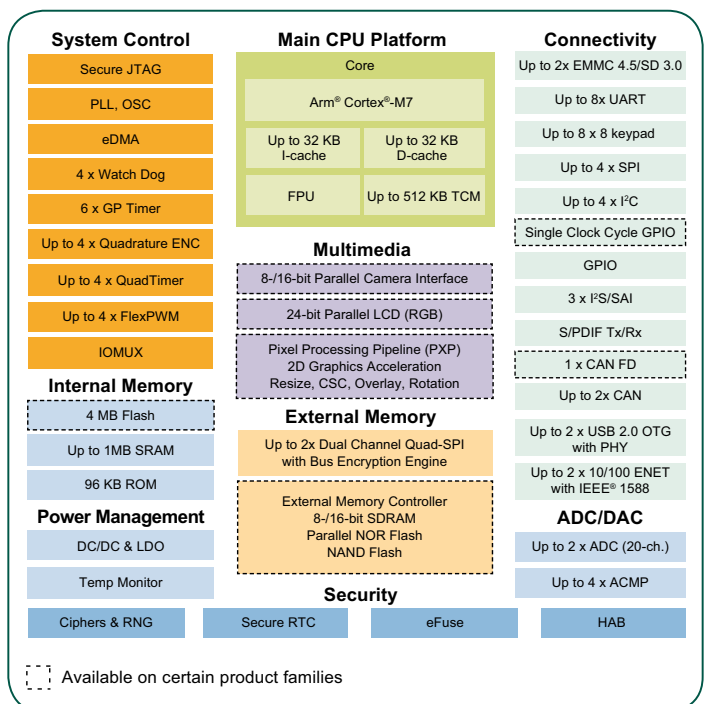 System Control
Secure JTAG
PLL, OSC
eDMA
4 x Watch Dog
6 x GP Timer
Up to 4 x Quadrature ENC
Up to 4 x QuadTimer
Up to 4 x FlexPWM
IOMUX
Internal Memory
4 MB Flash
Up to 1MB SRAM
96 KB ROM
Power Management
DC/DC & LDO
Temp Monitor
Main CPU Platform
Core
Arm® Cortex®-M7
Up to 32 KB
I-cache
Up to 32 KB
D-cache
FPU
Up to 512 KB TCM
Multimedia
8-/16-bit Parallel Camera Interface
24-bit Parallel LCD (RGB)
Pixel Processing Pipeline (PXP)
2D Graphics Acceleration
Resize, CSC, Overlay, Rotation
External Memory
Up to 2x Dual Channel Quad-SPI
with Bus Encryption Engine
External Memory Controller
8-/16-bit SDRAM
Parallel NOR Flash
NAND Flash
Connectivity
Up to 2x EMMC 4.5/SD 3.0
Up to 8x UART
Up to 8 x 8 keypad
Up to 4 x SPI
Up to 4 x I²C
Single Clock Cycle GPIO
GPIO
3 x I²S/SAI
S/PDIF Tx/Rx
1 x CAN FD
Up to 2x CAN
Up to 2 x USB 2.0 OTG
with PHY
Up to 2 x 10/100 ENET
with IEEE® 1588
ADC/DAC
Up to 2 x ADC (20-ch.)
Up to 4 x ACMP
Security
Ciphers & RNG
Secure RTC
eFuse
HAB
Available on certain product families